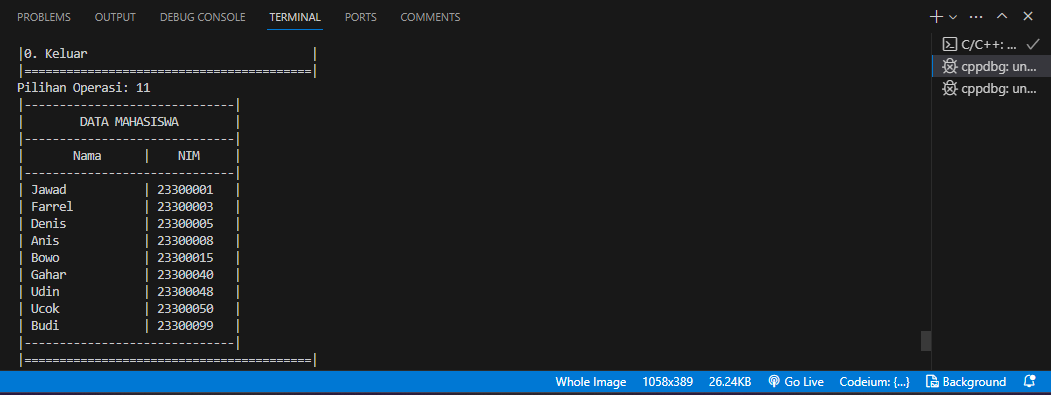 PROBLEMS OUTPUT DEBUG CONSOLE TERMINAL PORTS COMMENTS
|0. Keluar |
|=========================================|
Pilihan Operasi: 11
|------------------------------|
| DATA MAHASISWA |
|------------------------------|
| Nama | NIM |
|------------------------------|
| Jawad | 23300001 |
| Farrel | 23300003 |
| Denis | 23300005 |
| Anis | 23300008 |
| Bowo | 23300015 |
| Gahar | 23300040 |
| Udin | 23300048 |
| Ucok | 23300050 |
| Budi | 23300099 |
|------------------------------|
|=========================================|
C/C++: ...
cppdbg: un...
cppdbg: un...
Whole Image 1058x389 26.24KB Go Live Codeium: {...} Background